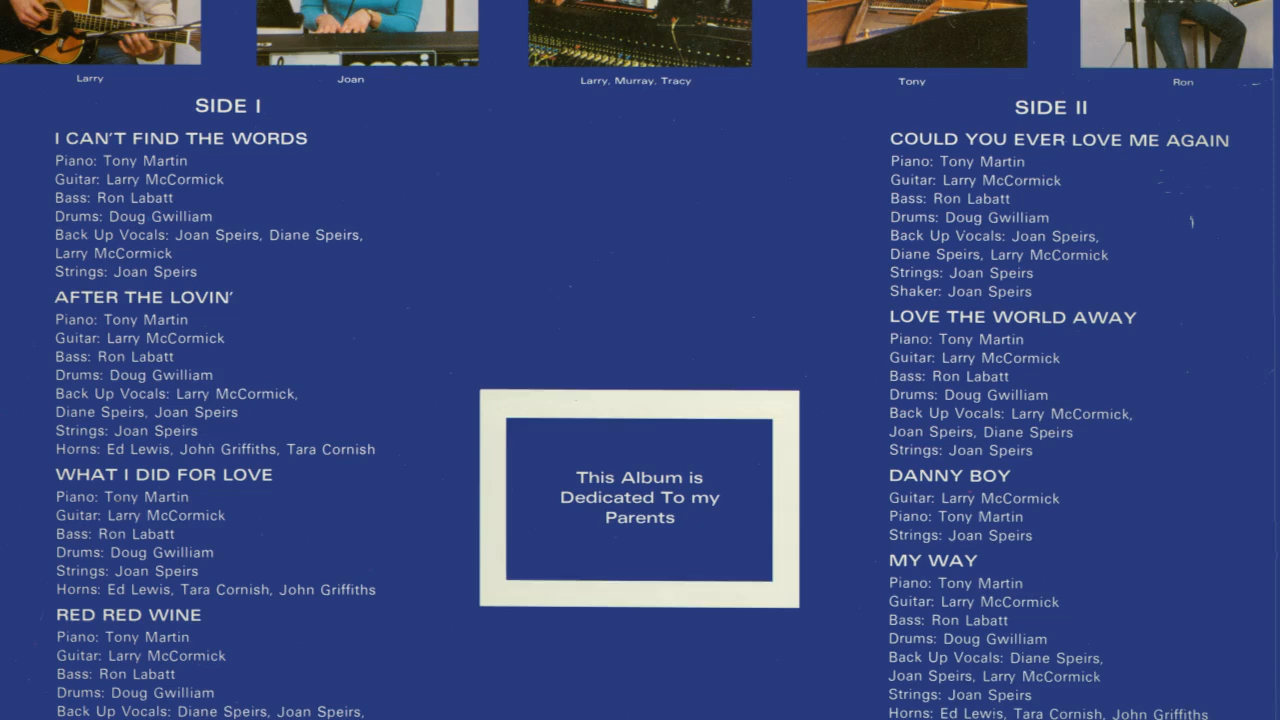 Larry
Joan
Larry, Murray, Tracy
Tony
Ron
SIDE I
I CAN'T FIND THE WORDS
Piano: Tony Martin
Guitar: Larry McCormick
Bass: Ron Labatt
Drums: Doug Gwilliam
Back Up Vocals: Joan Speirs, Diane Speirs,
Larry McCormick
Strings: Joan Speirs
AFTER THE LOVIN'
Piano: Tony Martin
Guitar: Larry McCormick
Bass: Ron Labatt
Drums: Doug Gwilliam
Back Up Vocals: Larry McCormick,
Diane Speirs, Joan Speirs
Strings: Joan Speirs
Horns: Ed Lewis, John Griffiths, Tara Cornish
WHAT I DID FOR LOVE
Piano: Tony Martin
Guitar: Larry McCormick
Bass: Ron Labatt
Drums: Doug Gwilliam
Strings: Joan Speirs
Horns: Ed Lewis, Tara Cornish, John Griffiths
RED RED WINE
Piano: Tony Martin
Guitar: Larry McCormick
Bass: Ron Labatt
Drums: Doug Gwilliam
Back Up Vocals: Diane Speirs, Joan Speirs,
This Album is
Dedicated To my
Parents
SIDE II
COULD YOU EVER LOVE ME AGAIN
Piano: Tony Martin
Guitar: Larry McCormick
Bass: Ron Labatt
Drums: Doug Gwilliam
Back Up Vocals: Joan Speirs,
Diane Speirs, Larry McCormick
Strings: Joan Speirs
Shaker: Joan Speirs
LOVE THE WORLD AWAY
Piano: Tony Martin
Guitar: Larry McCormick
Bass: Ron Labatt
Drums: Doug Gwilliam
Back Up Vocals: Larry McCormick,
Joan Speirs, Diane Speirs
Strings: Joan Speirs
DANNY BOY
Guitar: Larry McCormick
Piano: Tony Martin
Strings: Joan Speirs
MY WAY
Piano: Tony Martin
Guitar: Larry McCormick
Bass: Ron Labatt
Drums: Doug Gwilliam
Back Up Vocals: Diane Speirs,
Joan Speirs, Larry McCormick
Strings: Joan Speirs
Horns: Ed Lewis, Tara Cornish, John Griffiths